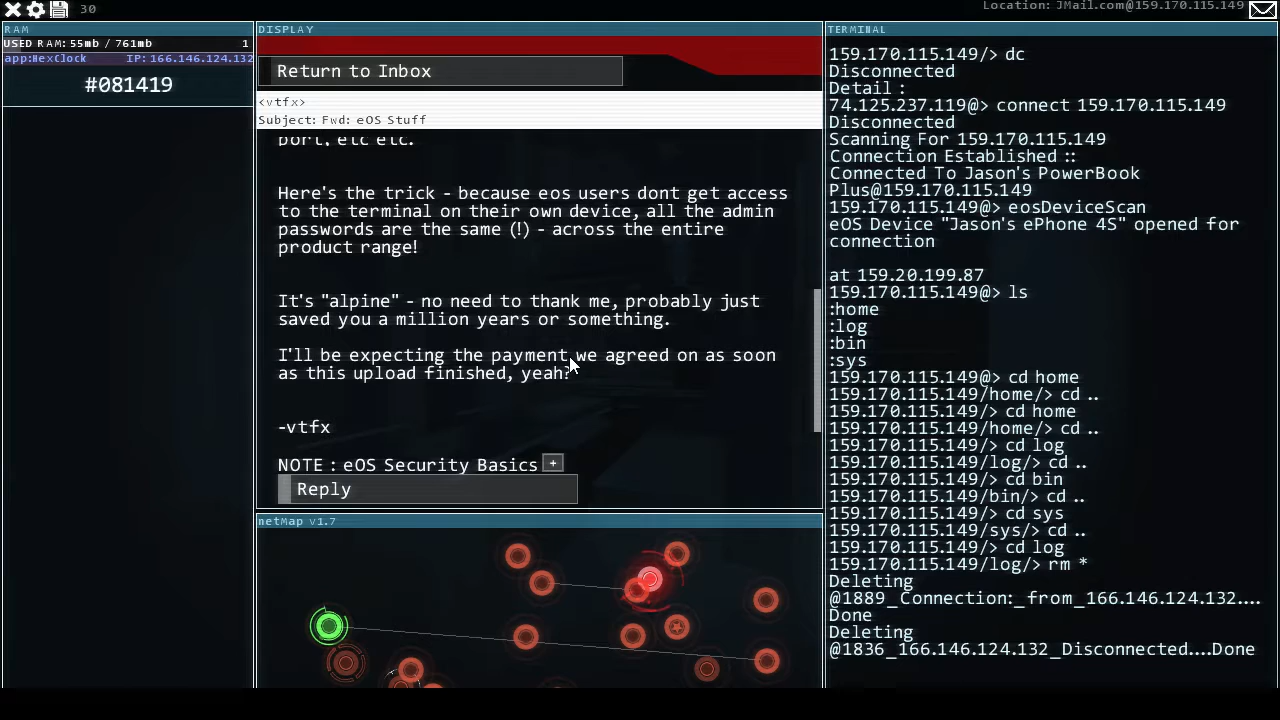 30
Location: JMail.com@159.170.115.149
RAM
USED RAM: 55mb / 761mb 1
app:HexClock IP: 166.146.124.132
#081419
DISPLAY
Return to Inbox
<vtfx>
Subject: Fwd: eOS Stuff
port, etc etc.
Here's the trick - because eos users dont get access
to the terminal on their own device, all the admin
passwords are the same (!) - across the entire
product range!
It's "alpine" - no need to thank me, probably just
saved you a million years or something.
I'll be expecting the payment we agreed on as soon
as this upload finished, yeah?
-vtfx
NOTE : eOS Security Basics +
Reply
netMap v1.7
TERMINAL
159.170.115.149/> dc
Disconnected
Detail :
74.125.237.119@> connect 159.170.115.149
Disconnected
Scanning For 159.170.115.149
Connection Established ::
Connected To Jason's PowerBook
Plus@159.170.115.149
159.170.115.149@> eosDeviceScan
eOS Device "Jason's ePhone 4S" opened for
connection
at 159.20.199.87
159.170.115.149@> ls
:home
:log
:bin
:sys
159.170.115.149@> cd home
159.170.115.149/home/> cd ..
159.170.115.149/> cd home
159.170.115.149/home/> cd ..
159.170.115.149/> cd log
159.170.115.149/log/> cd ..
159.170.115.149/> cd bin
159.170.115.149/bin/> cd ..
159.170.115.149/> cd sys
159.170.115.149/sys/> cd ..
159.170.115.149/> cd log
159.170.115.149/log/> rm *
Deleting
@1889_Connection:_from_166.146.124.132....
Done
Deleting
@1836_166.146.124.132_Disconnected....Done